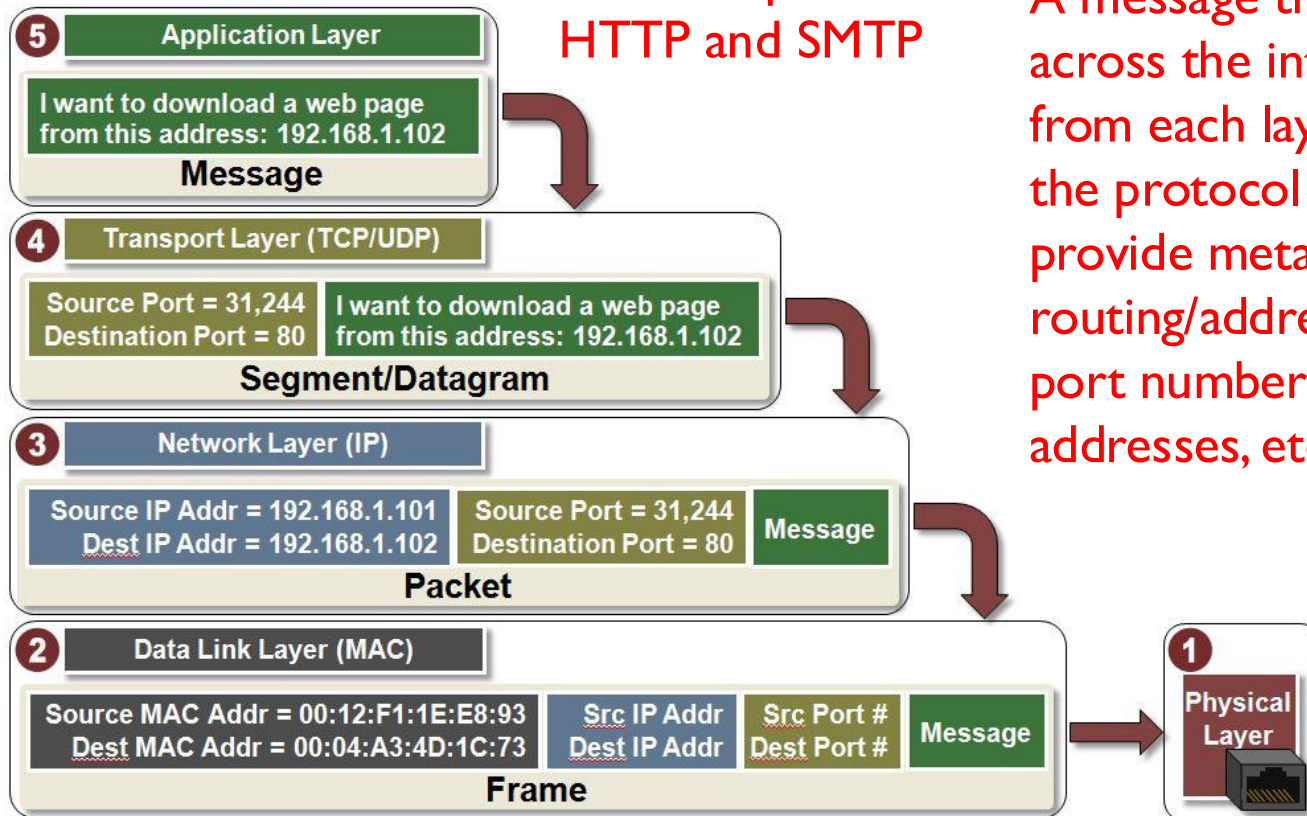 HTTP and SMTP
A message th
across the in
from each lay
the protocol
provide meta
routing/addre
port number
addresses, et
5 Application Layer
I want to download a web page
from this address: 192.168.1.102
Message
4 Transport Layer (TCP/UDP)
Source Port = 31,244
Destination Port = 80
I want to download a web page
from this address: 192.168.1.102
Segment/Datagram
3 Network Layer (IP)
Source IP Addr = 192.168.1.101
Dest IP Addr = 192.168.1.102
Source Port = 31,244
Destination Port = 80
Message
Packet
2 Data Link Layer (MAC)
Source MAC Addr = 00:12:F1:1E:E8:93
Dest MAC Addr = 00:04:A3:4D:1C:73
Src IP Addr
Dest IP Addr
Src Port #
Dest Port #
Message
Frame
1
Physical
Layer